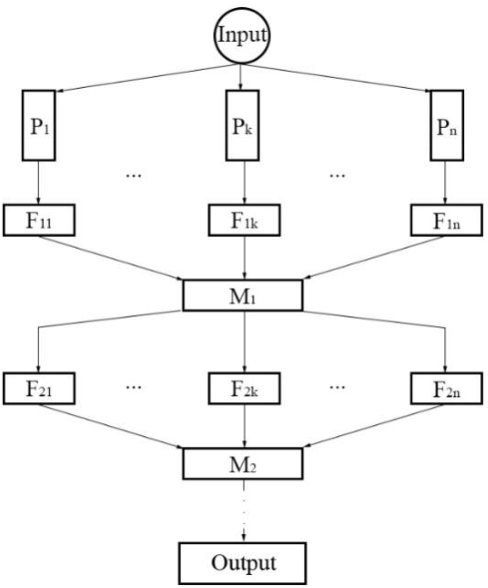 Input
P₁ Pₖ Pₙ
... ...
F₁₁ F₁ₖ F₁ₙ
M₁
F₂₁ ... F₂ₖ ... F₂ₙ
M₂
Output